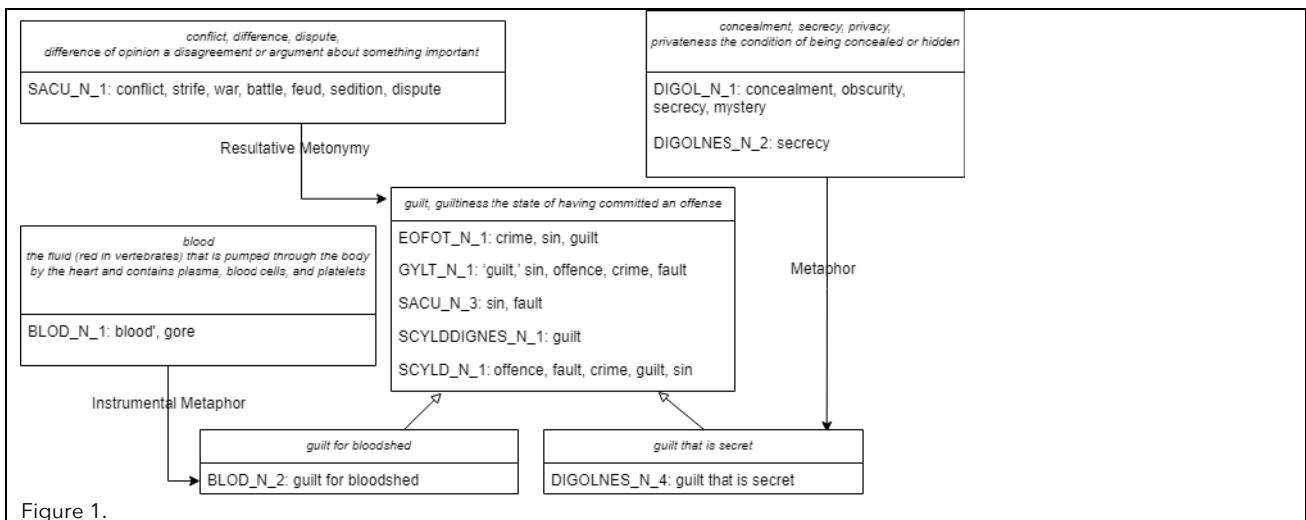 conflict, difference, dispute,
difference of opinion a disagreement or argument about something important
SACU_N_1: conflict, strife, war, battle, feud, sedition, dispute
concealment, secrecy, privacy,
privateness the condition of being concealed or hidden
DIGOL_N_1: concealment, obscurity,
secrecy, mystery
DIGOLNES_N_2: secrecy
Resultative Metonymy
guilt, guiltiness the state of having committed an offense
EOFOT_N_1: crime, sin, guilt
GYLT_N_1: 'guilt,' sin, offence, crime, fault
SACU_N_3: sin, fault
SCYLDDIGNES_N_1: guilt
SCYLD_N_1: offence, fault, crime, guilt, sin
blood
the fluid (red in vertebrates) that is pumped through the body
by the heart and contains plasma, blood cells, and platelets
BLOD_N_1: blood', gore
Metaphor
Instrumental Metaphor
guilt for bloodshed
BLOD_N_2: guilt for bloodshed
guilt that is secret
DIGOLNES_N_4: guilt that is secret
Figure 1.